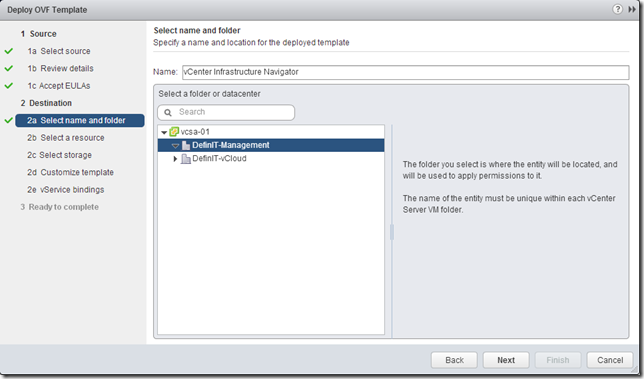 Deploy OVF Template
1 Source
1a Select source
1b Review details
1c Accept EULAs
2 Destination
2a Select name and folder
2b Select a resource
2c Select storage
2d Customize template
2e vService bindings
3 Ready to complete
Select name and folder
Specify a name and location for the deployed template
Name: vCenter Infrastructure Navigator
Select a folder or datacenter
Search
vcsa-01
DefinIT-Management
DefinIT-vCloud
The folder you select is where the entity will be located, and
will be used to apply permissions to it.
The name of the entity must be unique within each vCenter
Server VM folder.
Back Next Finish Cancel